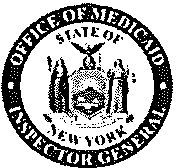 OFFICE OF MEDICAID
STATE OF
NEW YORK
INSPECTOR GENERAL